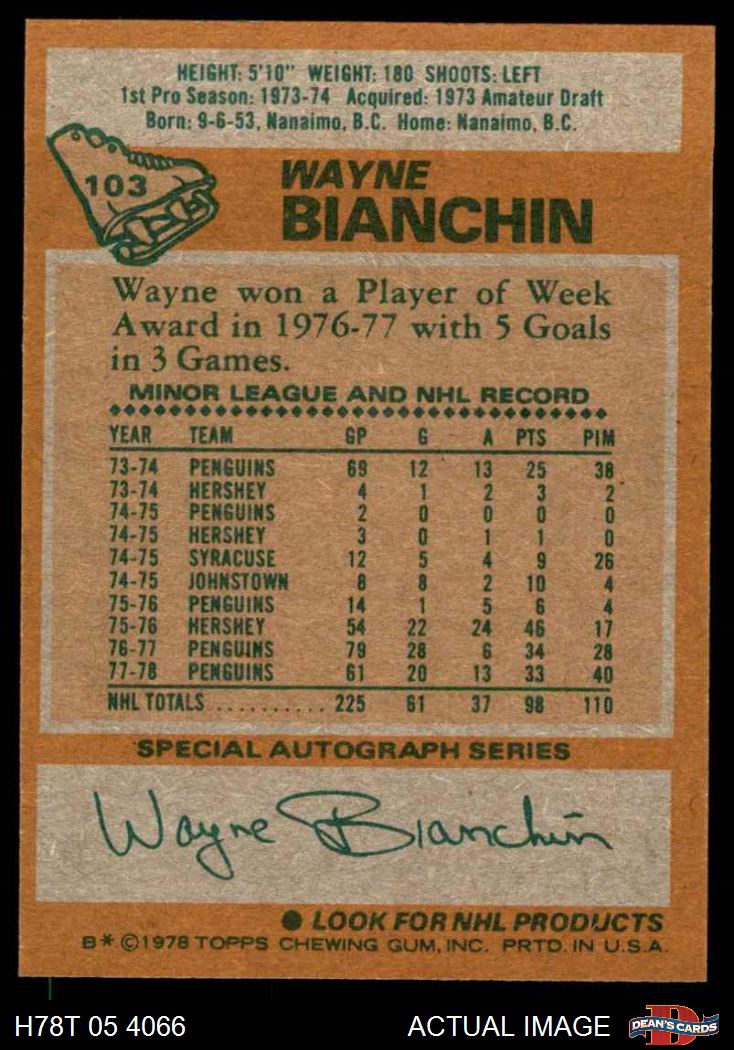 HEIGHT: 5'10" WEIGHT: 180 SHOOTS: LEFT
1st Pro Season: 1973-74 Acquired: 1973 Amateur Draft
Born: 9-6-53, Nanaimo, B.C. Home: Nanaimo, B.C.
103
WAYNE
BIANCHIN
Wayne won a Player of Week
Award in 1976-77 with 5 Goals
in 3 Games.
MINOR LEAGUE AND NHL RECORD
YEAR TEAM GP G A PTS PIM
73-74 PENGUINS 69 12 13 25 38
73-74 HERSHEY 4 1 2 3 2
74-75 PENGUINS 2 0 0 0 0
74-75 HERSHEY 3 0 1 1 0
74-75 SYRACUSE 12 5 4 9 26
74-75 JOHNSTOWN 8 8 2 10 4
75-76 PENGUINS 14 1 5 6 4
75-76 HERSHEY 54 22 24 46 17
76-77 PENGUINS 79 28 6 34 28
77-78 PENGUINS 61 20 13 33 40
NHL TOTALS .......... 225 61 37 98 110
SPECIAL AUTOGRAPH SERIES
Wayne Bianchin
● LOOK FOR NHL PRODUCTS
B* ©1978 TOPPS CHEWING GUM, INC. PRTD. IN U.S.A.
H78T 05 4066 ACTUAL IMAGE DEAN'S CARDS